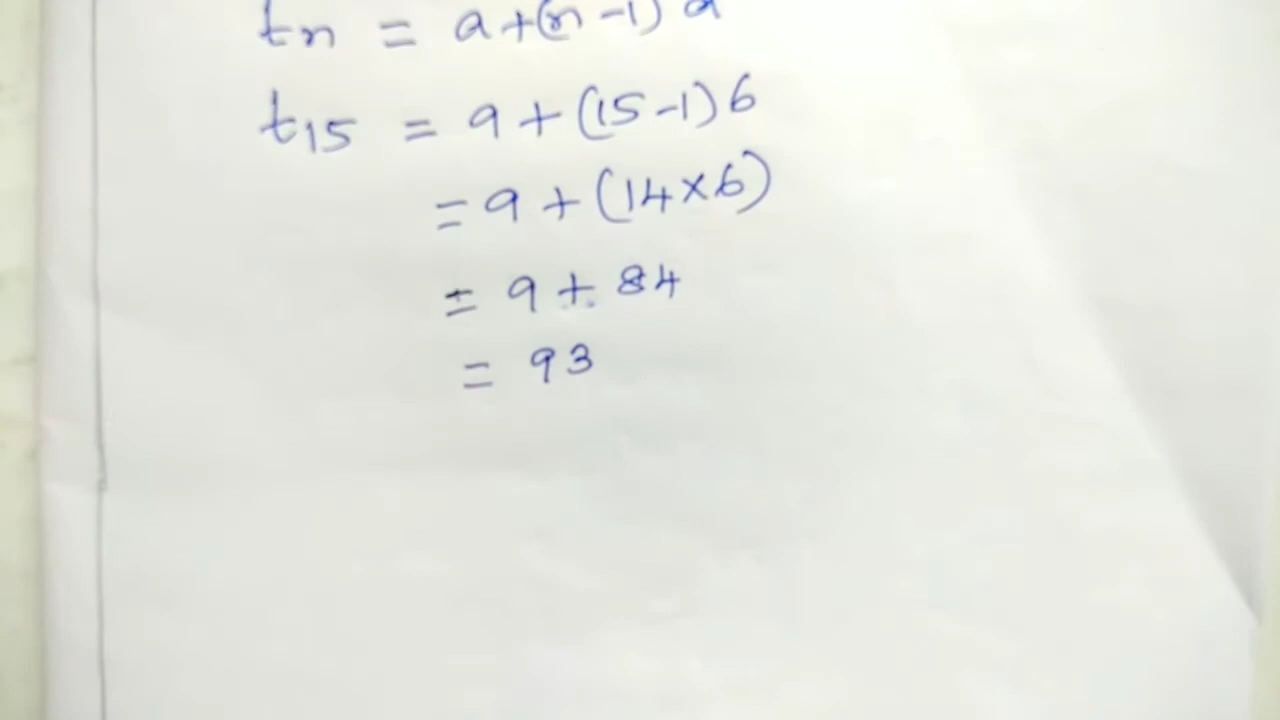 tn = a+(n-1)d
t15 = 9+(15-1)6
= 9+(14×6)
= 9+84
= 93